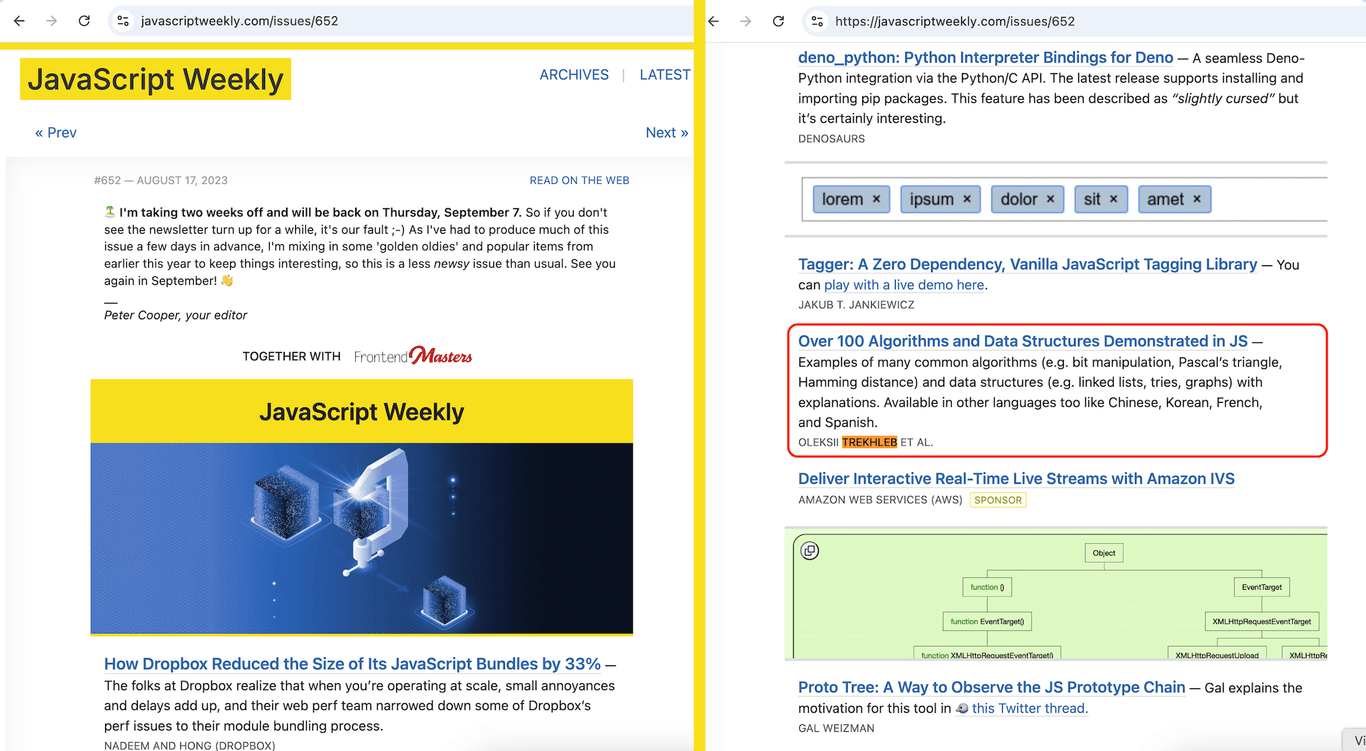 javascriptweekly.com/issues/652
JavaScript Weekly
ARCHIVES | LATEST
« Prev
Next »
#652 — AUGUST 17, 2023
READ ON THE WEB
🏝 I'm taking two weeks off and will be back on Thursday, September 7. So if you don't
see the newsletter turn up for a while, it's our fault ;-) As I've had to produce much of this
issue a few days in advance, I'm mixing in some 'golden oldies' and popular items from
earlier this year to keep things interesting, so this is a less newsy issue than usual. See you
again in September! 👋
—
Peter Cooper, your editor
TOGETHER WITH Frontend Masters
JavaScript Weekly
How Dropbox Reduced the Size of Its JavaScript Bundles by 33% —
The folks at Dropbox realize that when you’re operating at scale, small annoyances
and delays add up, and their web perf team narrowed down some of Dropbox’s
perf issues to their module bundling process.
NADEEM AND HONG (DROPBOX)
https://javascriptweekly.com/issues/652
deno_python: Python Interpreter Bindings for Deno — A seamless Deno-
Python integration via the Python/C API. The latest release supports installing and
importing pip packages. This feature has been described as “slightly cursed” but
it’s certainly interesting.
DENOSAURS
lorem × ipsum × dolor × sit × amet ×
Tagger: A Zero Dependency, Vanilla JavaScript Tagging Library — You
can play with a live demo here.
JAKUB T. JANKIEWICZ
Over 100 Algorithms and Data Structures Demonstrated in JS —
Examples of many common algorithms (e.g. bit manipulation, Pascal’s triangle,
Hamming distance) and data structures (e.g. linked lists, tries, graphs) with
explanations. Available in other languages too like Chinese, Korean, French,
and Spanish.
OLEKSII TREKHLEB ET AL.
Deliver Interactive Real-Time Live Streams with Amazon IVS
AMAZON WEB SERVICES (AWS) SPONSOR
Object
function () EventTarget
function EventTarget() XMLHttpRequestEventTarget
function XMLHttpRequestEventTarget() XMLHttpRequestUpload XMLHttpRe
Proto Tree: A Way to Observe the JS Prototype Chain — Gal explains the
motivation for this tool in this Twitter thread.
GAL WEIZMAN
Vi